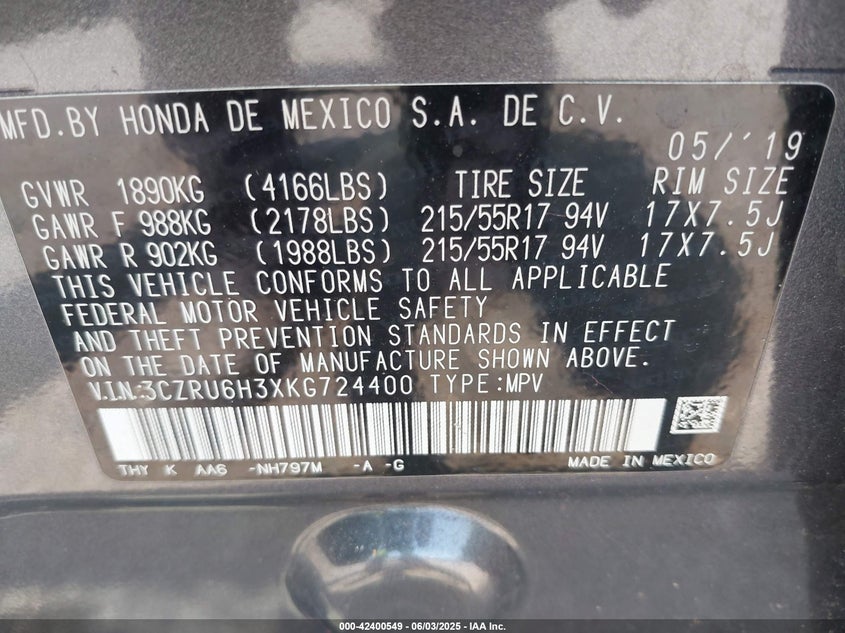 MFD.BY HONDA DE MEXICO S.A. DE C.V.
05/'19
GVWR 1890KG (4166LBS) TIRE SIZE RIM SIZE
GAWR F 988KG (2178LBS) 215/55R17 94V 17X7.5J
GAWR R 902KG (1988LBS) 215/55R17 94V 17X7.5J
THIS VEHICLE CONFORMS TO ALL APPLICABLE
FEDERAL MOTOR VEHICLE SAFETY
AND THEFT PREVENTION STANDARDS IN EFFECT
ON THE DATE OF MANUFACTURE SHOWN ABOVE.
V.I.N.:3CZRU6H3XKG724400 TYPE:MPV
THY K AA6 -NH797M -A -G MADE IN MEXICO
000-42400549 - 06/03/2025 - IAA Inc.